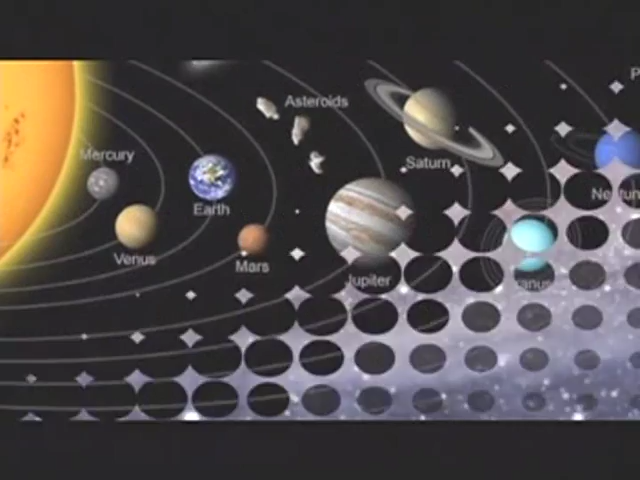 Asteroids
Mercury
Saturn
Earth
Venus
Mars
Jupiter